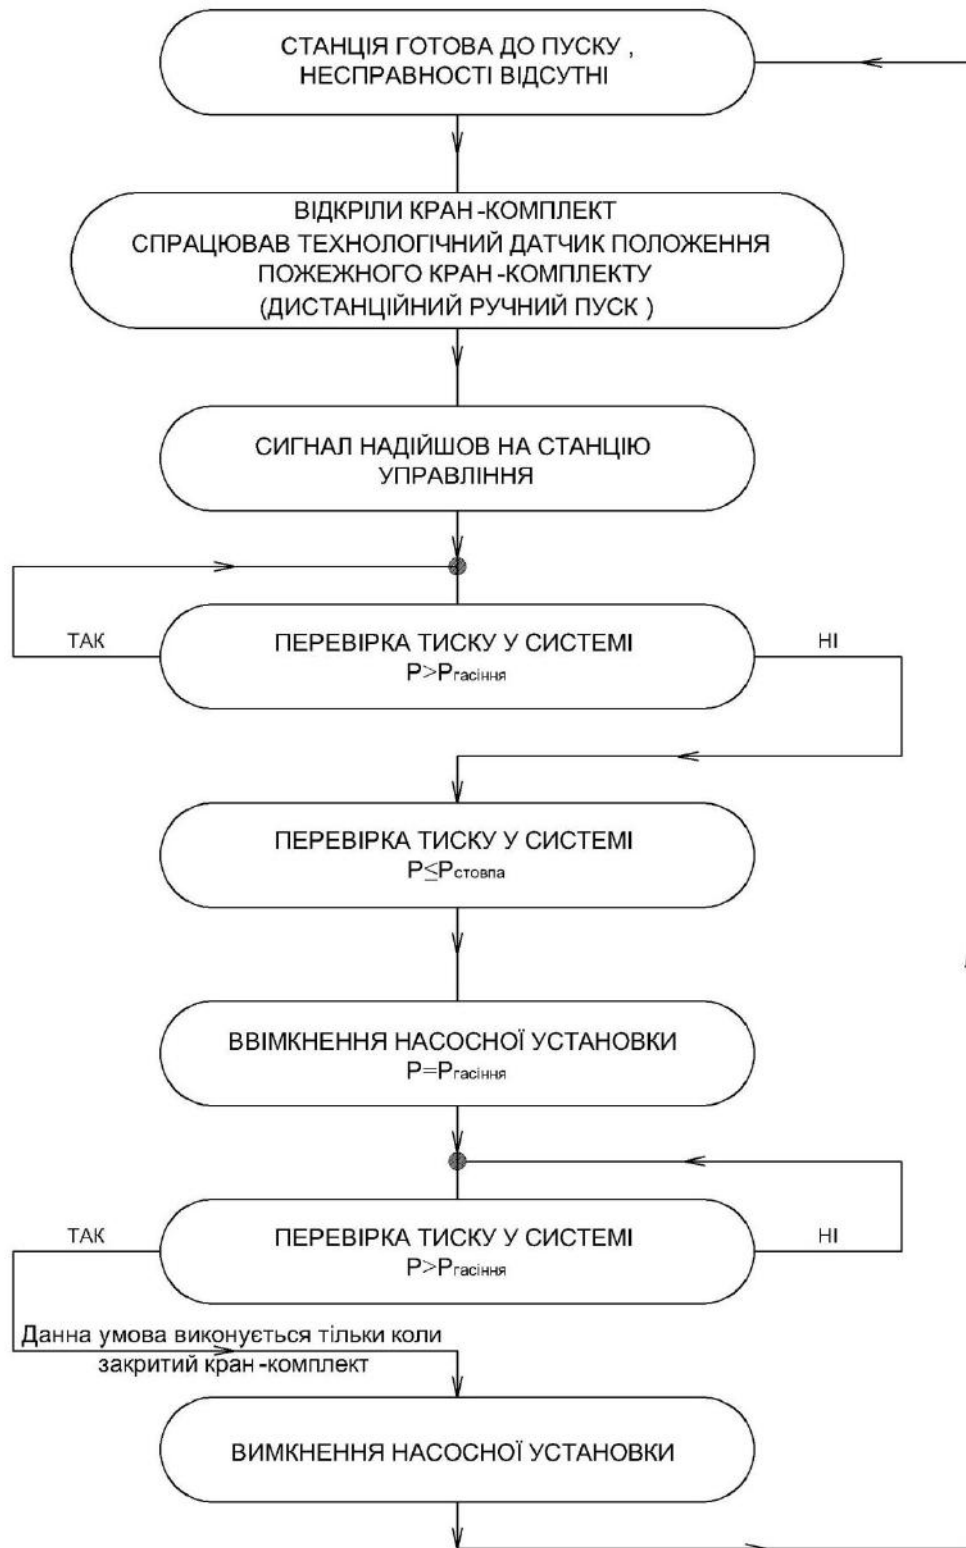 СТАНЦІЯ ГОТОВА ДО ПУСКУ ,
НЕСПРАВНОСТІ ВІДСУТНІ
ВІДКРІЛИ КРАН-КОМПЛЕКТ
СПРАЦЮВАВ ТЕХНОЛОГІЧНИЙ ДАТЧИК ПОЛОЖЕННЯ
ПОЖЕЖНОГО КРАН-КОМПЛЕКТУ
(ДИСТАНЦІЙНИЙ РУЧНИЙ ПУСК )
СИГНАЛ НАДІЙШОВ НА СТАНЦІЮ
УПРАВЛІННЯ
ТАК
ПЕРЕВІРКА ТИСКУ У СИСТЕМІ
P>Pгасіння
НІ
ПЕРЕВІРКА ТИСКУ У СИСТЕМІ
P≤Pстовпа
ВВІМКНЕННЯ НАСОСНОЇ УСТАНОВКИ
P=Pгасіння
ТАК
ПЕРЕВІРКА ТИСКУ У СИСТЕМІ
P>Pгасіння
НІ
Данна умова виконується тільки коли
закритий кран-комплект
ВИМКНЕННЯ НАСОСНОЇ УСТАНОВКИ